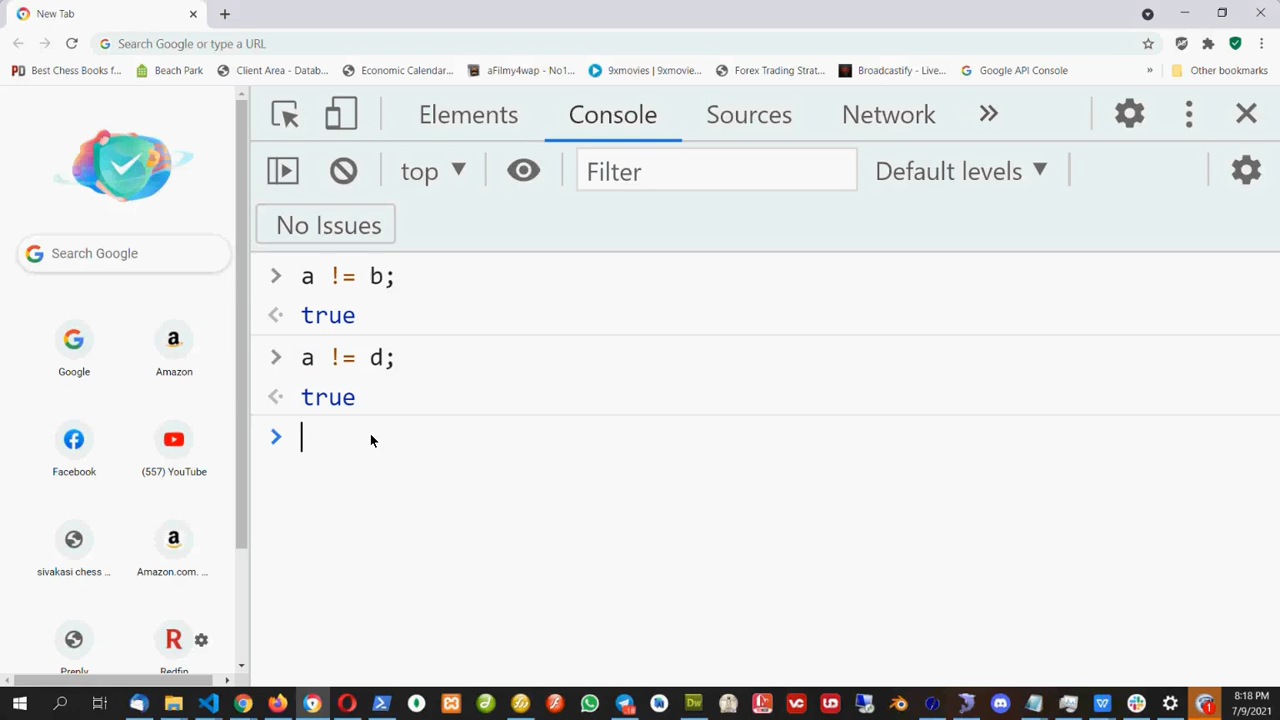 New Tab
Search Google or type a URL
Best Chess Books f...
Beach Park
Client Area - Datab...
Economic Calendar...
aFilmy4wap - No1...
9xmovies | 9xmovie...
Forex Trading Strat...
Broadcastify - Live...
Google API Console
»
Other bookmarks
Elements
Console
Sources
Network
top
Filter
Default levels
No Issues
> a != b;
true
> a != d;
true
>
Search Google
Google
Amazon
Facebook
(557) YouTube
sivakasi chess ...
Amazon.com. ...
Preply
Redfin
8:18 PM
7/9/2021